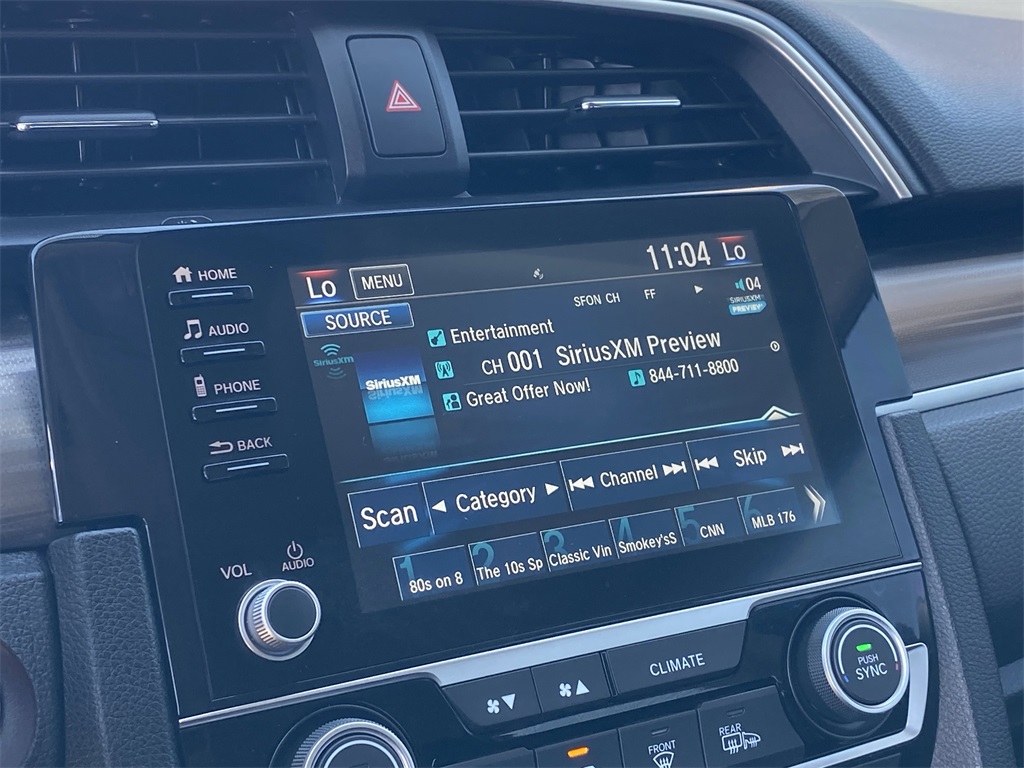 HOME
AUDIO
PHONE
BACK
VOL
AUDIO
Lo
MENU
11:04
Lo
SOURCE
SFON CH
FF
04
SIRIUSXM
PREVIEW
SiriusXM
SiriusXM
Entertainment
CH 001 SiriusXM Preview
Great Offer Now!
844-711-8800
Scan
Category
Channel
Skip
1 80s on 8
2 The 10s Sp
3 Classic Vin
4 Smokey'sS
5 CNN
6 MLB 176
CLIMATE
PUSH
SYNC
FRONT
REAR